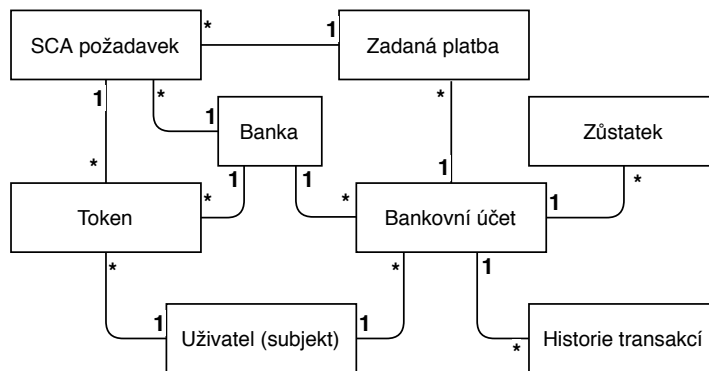 SCA požadavek
*
1
Zadaná platba
1
*
1
Banka
*
Zůstatek
*
1
1
1
*
*
*
*
Token
*
Bankovní účet
1
*
*
1
1
Uživatel (subjekt)
1
*
Historie transakcí